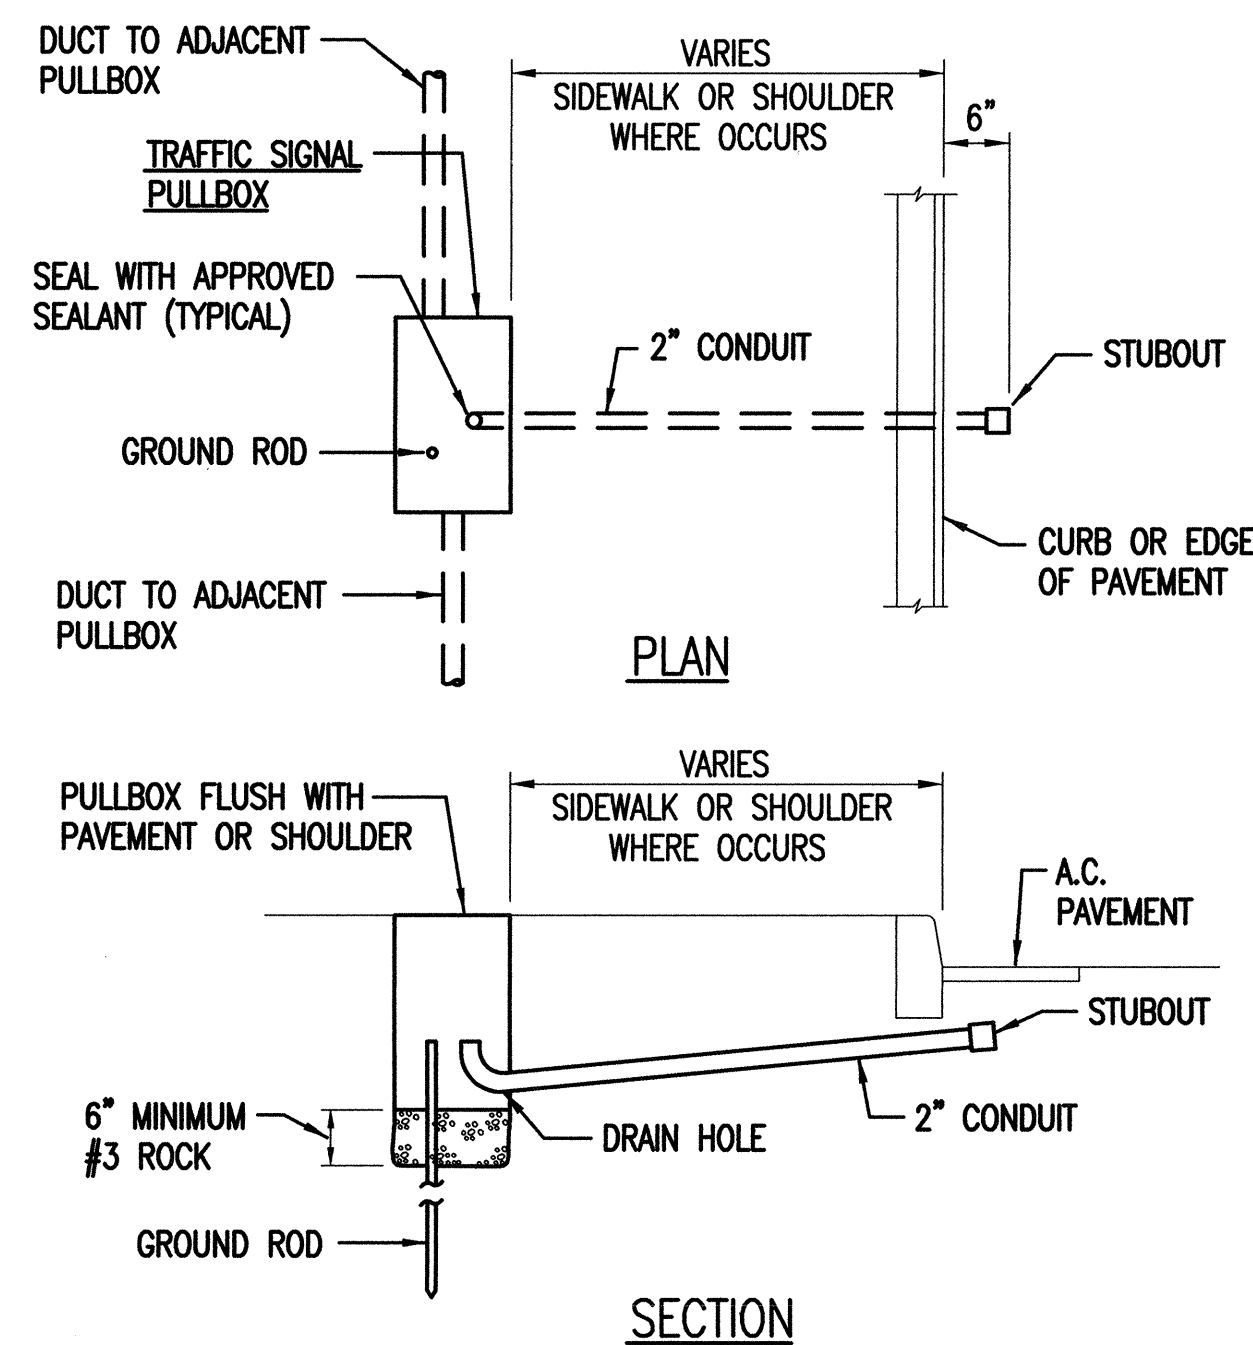 DUCT TO ADJACENT
PULLBOX
VARIES
SIDEWALK OR SHOULDER
WHERE OCCURS
6"
TRAFFIC SIGNAL
PULLBOX
SEAL WITH APPROVED
SEALANT (TYPICAL)
2" CONDUIT
STUBOUT
GROUND ROD
CURB OR EDGE
OF PAVEMENT
DUCT TO ADJACENT
PULLBOX
PLAN
VARIES
SIDEWALK OR SHOULDER
WHERE OCCURS
PULLBOX FLUSH WITH
PAVEMENT OR SHOULDER
A.C.
PAVEMENT
STUBOUT
6" MINIMUM
#3 ROCK
DRAIN HOLE
2" CONDUIT
GROUND ROD
SECTION